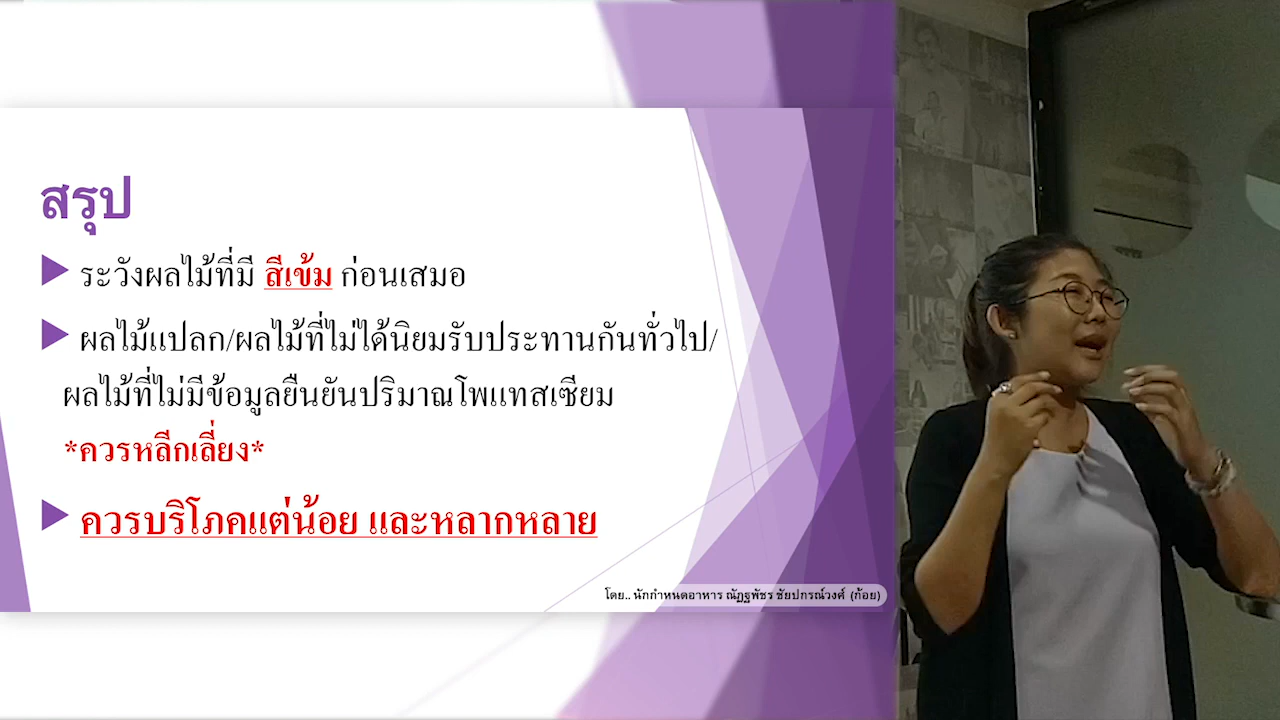 สรุป
ระวังผลไม้ที่มี สีเข้ม ก่อนเสมอ
ผลไม้แปลก/ผลไม้ที่ไม่ได้นิยมรับประทานกันทั่วไป/
ผลไม้ที่ไม่มีข้อมูลยืนยันปริมาณโพแทสเซียม
*ควรหลีกเลี่ยง*
ควรบริโภคแต่น้อย และหลากหลาย
โดย.. นักกำหนดอาหาร ณัฏฐพัชร ชัยปกรณ์วงศ์ (ก้อย)